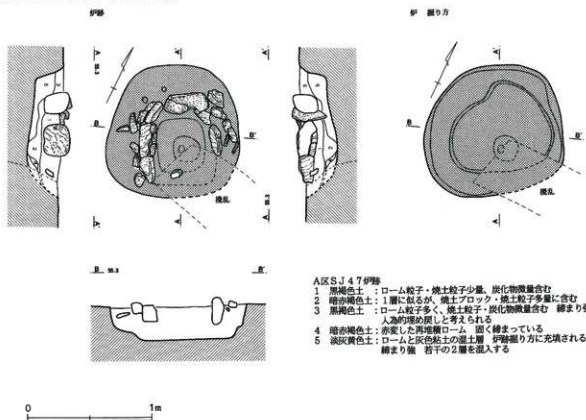 炉跡
炉 掘り方
A
A'
55.3
B
B'
攪乱
A
A'
55.3
A
A'
B
B'
攪乱
A
A'
B 55.3
B'
A区SJ47炉跡
1 黒褐色土:ローム粒子・焼土粒子少量、炭化物微量含む
2 暗赤褐色土:1層に似るが、焼土ブロック・焼土粒子多量に含む
3 黒褐色土:ローム粒子多く、焼土粒子・炭化物微量含む 締まり強
人為的埋め戻しと考えられる
4 暗赤褐色土:赤変した再堆積ローム 固く締まっている
5 淡灰黄色土:ロームと灰色粘土の混土層 炉跡掘り方に充填される
締まり強 若干の2層を混入する
0 1m